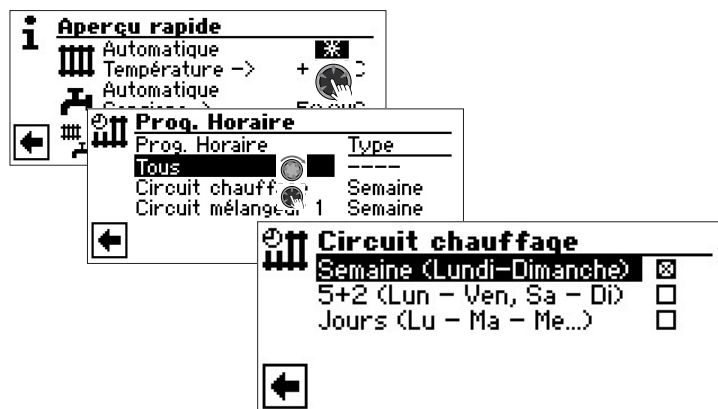 Aperçu rapide
Automatique
Température -> +
Automatique
Prog. Horaire
Prog. Horaire Type
Tous ----
Circuit Semaine
Circuit mélangeur 1 Semaine
Circuit chauffage
Semaine (Lundi-Dimanche)
5+2 (Lun - Ven, Sa - Di)
Jours (Lu - Ma - Me...)